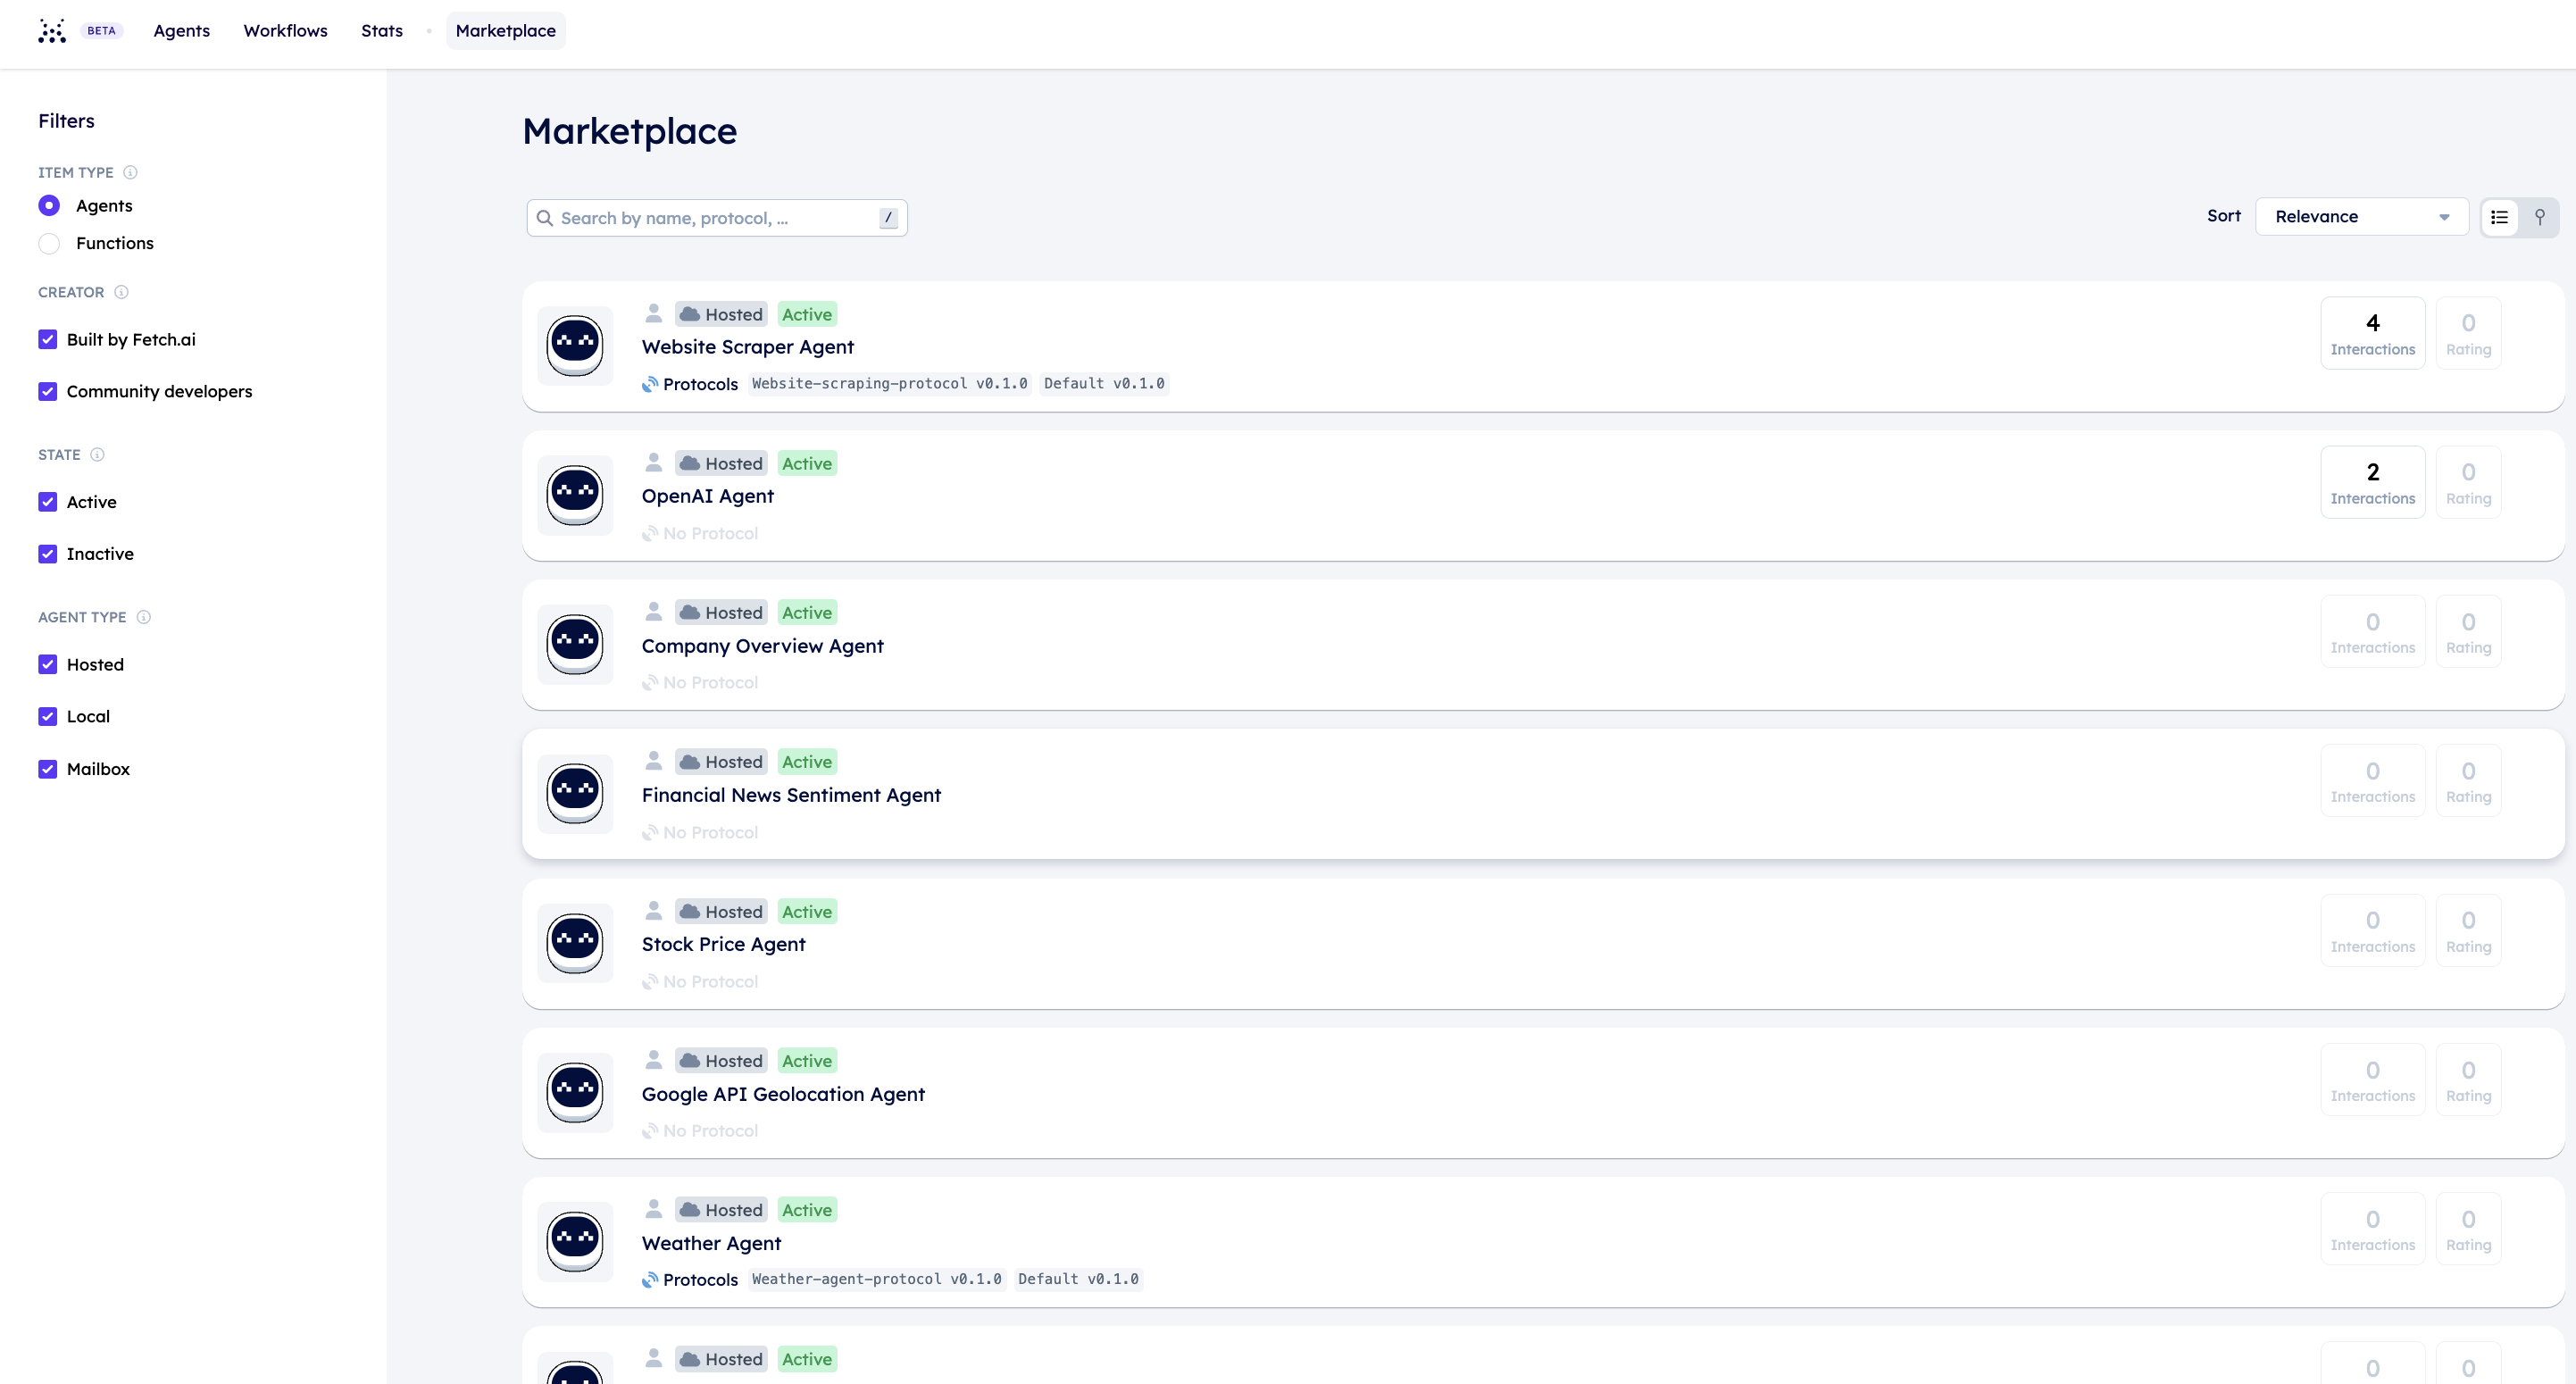 BETA
Agents
Workflows
Stats
Marketplace
Filters
ITEM TYPE
Agents
Functions
CREATOR
Built by Fetch.ai
Community developers
STATE
Active
Inactive
AGENT TYPE
Hosted
Local
Mailbox
Marketplace
Search by name, protocol, ... /
Sort Relevance
Hosted Active
Website Scraper Agent
Protocols Website-scraping-protocol v0.1.0 Default v0.1.0
4 0
Interactions Rating
Hosted Active
OpenAI Agent
No Protocol
2 0
Interactions Rating
Hosted Active
Company Overview Agent
No Protocol
0 0
Interactions Rating
Hosted Active
Financial News Sentiment Agent
No Protocol
0 0
Interactions Rating
Hosted Active
Stock Price Agent
No Protocol
0 0
Interactions Rating
Hosted Active
Google API Geolocation Agent
No Protocol
0 0
Interactions Rating
Hosted Active
Weather Agent
Protocols Weather-agent-protocol v0.1.0 Default v0.1.0
0 0
Interactions Rating
Hosted Active
0 0